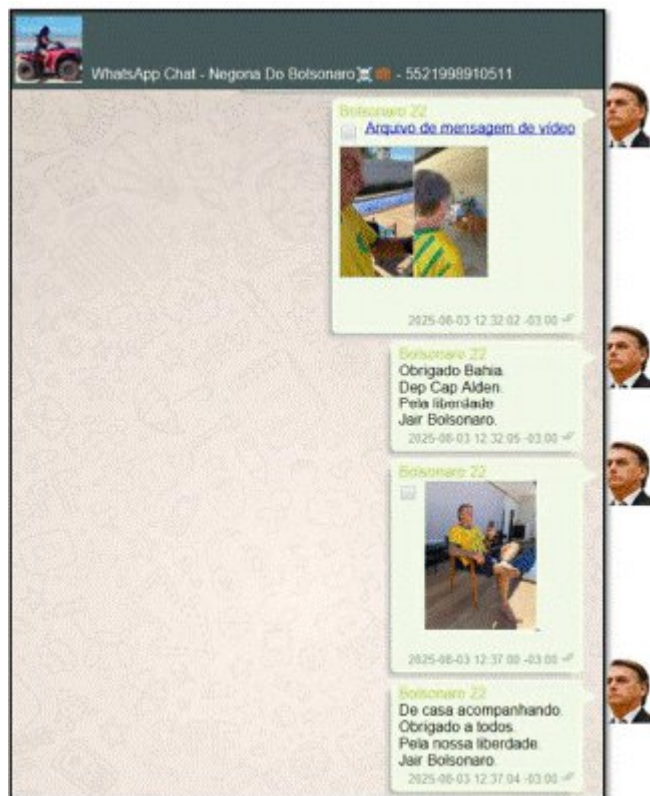 WhatsApp Chat - Negona Do Bolsonaro - 5521998910511
Bolsonaro 22
Arquivo de mensagem de vídeo
2025-08-03 12:32:02 -03:00
Bolsonaro 22
Obrigado Bahia.
Dep Cap Alden.
Pela liberdade
Jair Bolsonaro.
2025-08-03 12:32:05 -03:00
Bolsonaro 22
2025-08-03 12:37:00 -03:00
Bolsonaro 22
De casa acompanhando.
Obrigado a todos.
Pela nossa liberdade.
Jair Bolsonaro.
2025-08-03 12:37:04 -03:00